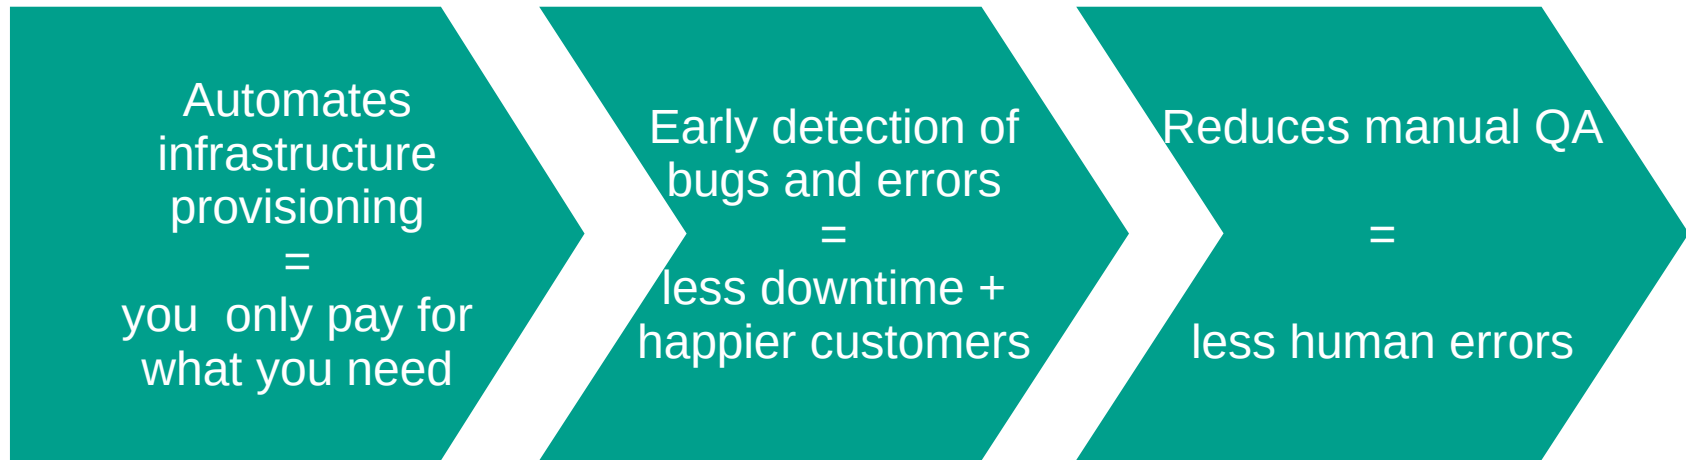 Automates
infrastructure
provisioning
=
you  only pay for
what you need
Early detection of
bugs and errors
=
less downtime +
happier customers
Reduces manual QA
=
less human errors